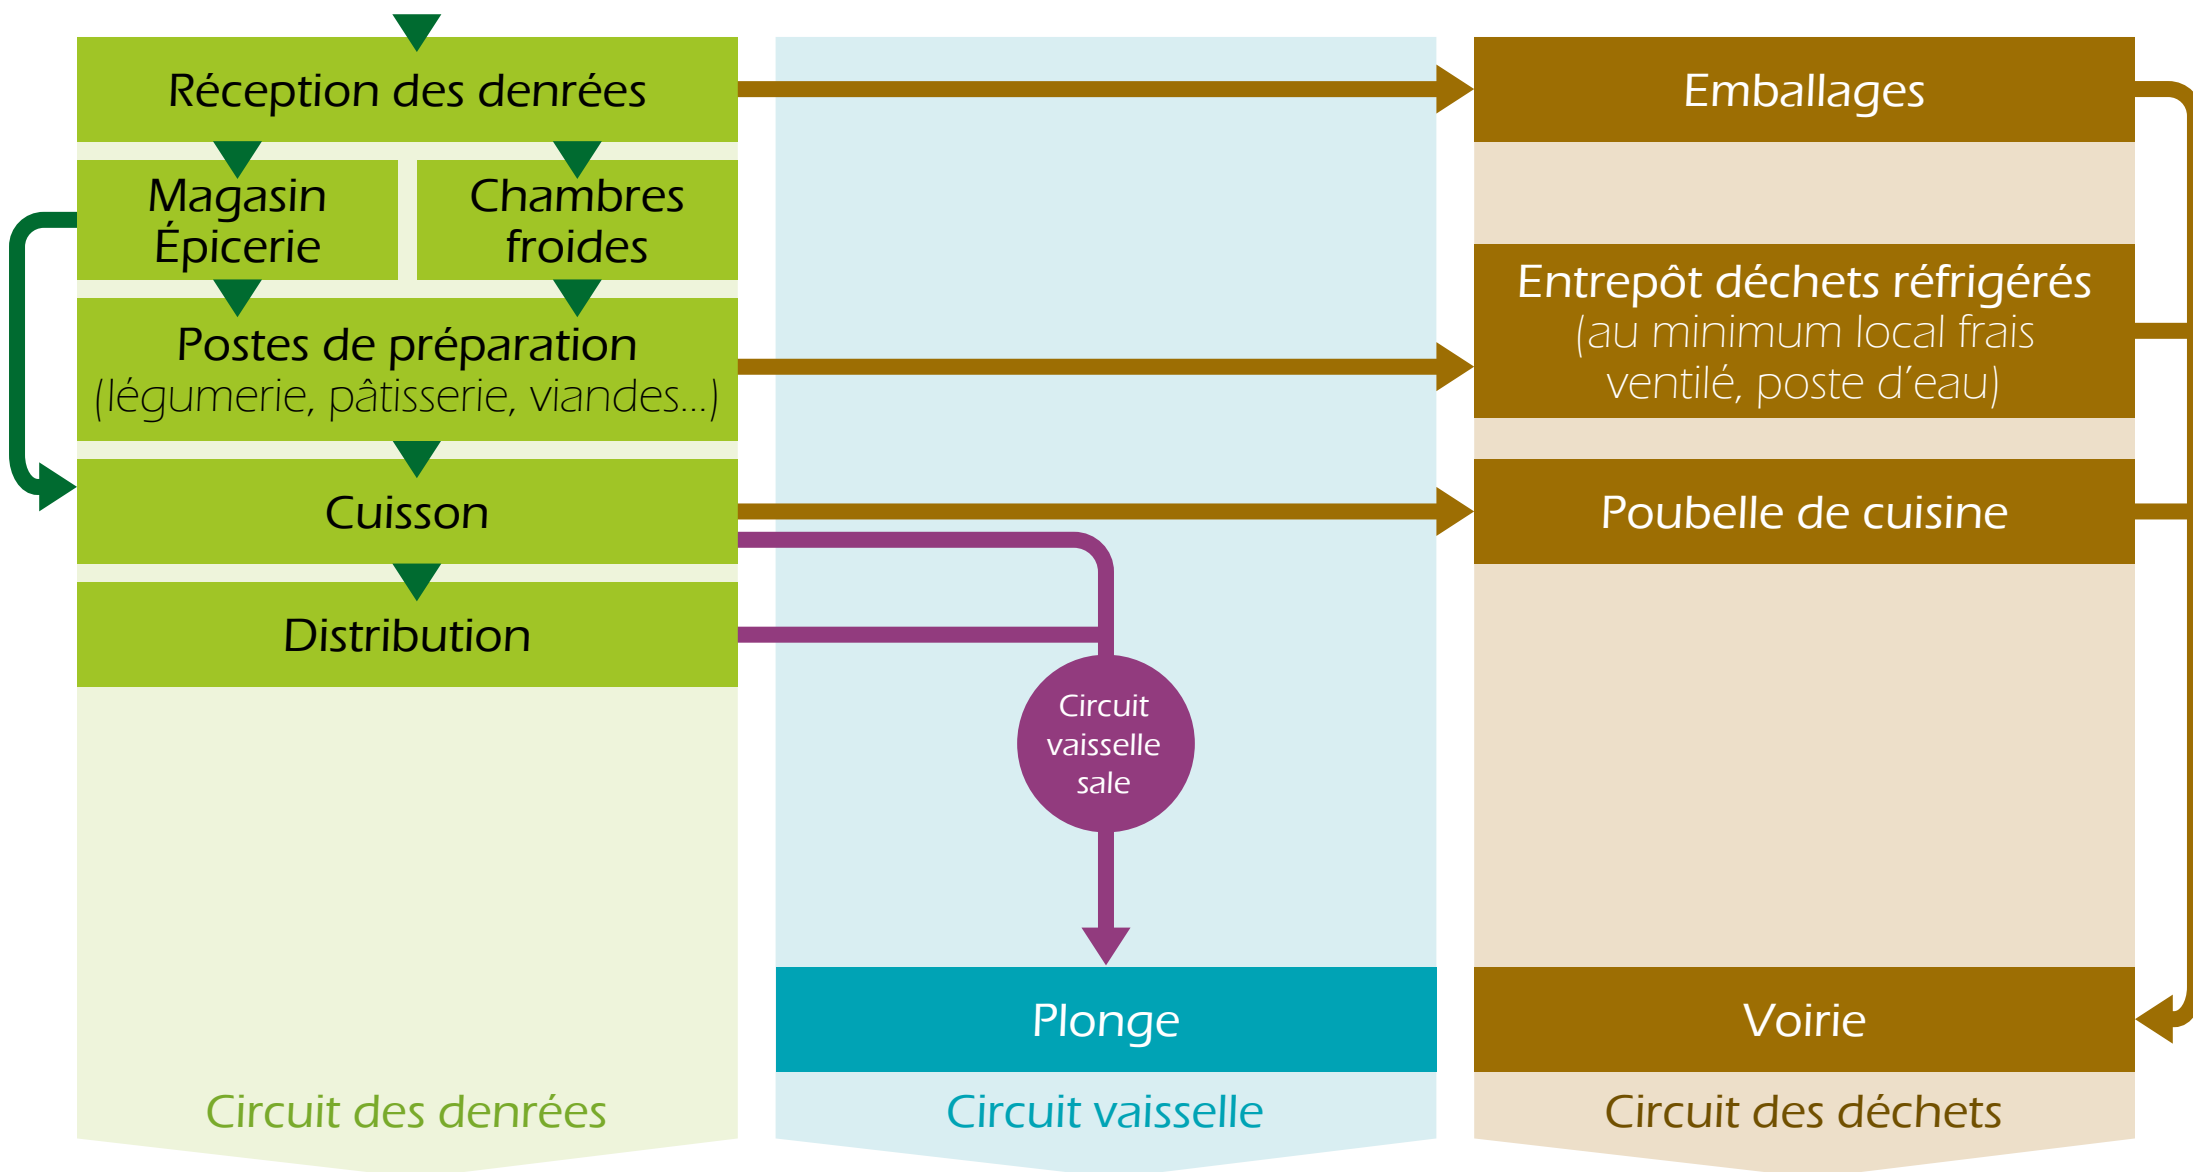 Réception des denrées
Emballages
Magasin
Épicerie
Chambres
froides
Postes de préparation
(légumerie, pâtisserie, viandes...)
Entrepôt déchets réfrigérés
(au minimum local frais
ventilé, poste d’eau)
Cuisson
Poubelle de cuisine
Distribution
Circuit
vaisselle
sale
Plonge
Voirie
Circuit des denrées
Circuit vaisselle
Circuit des déchets